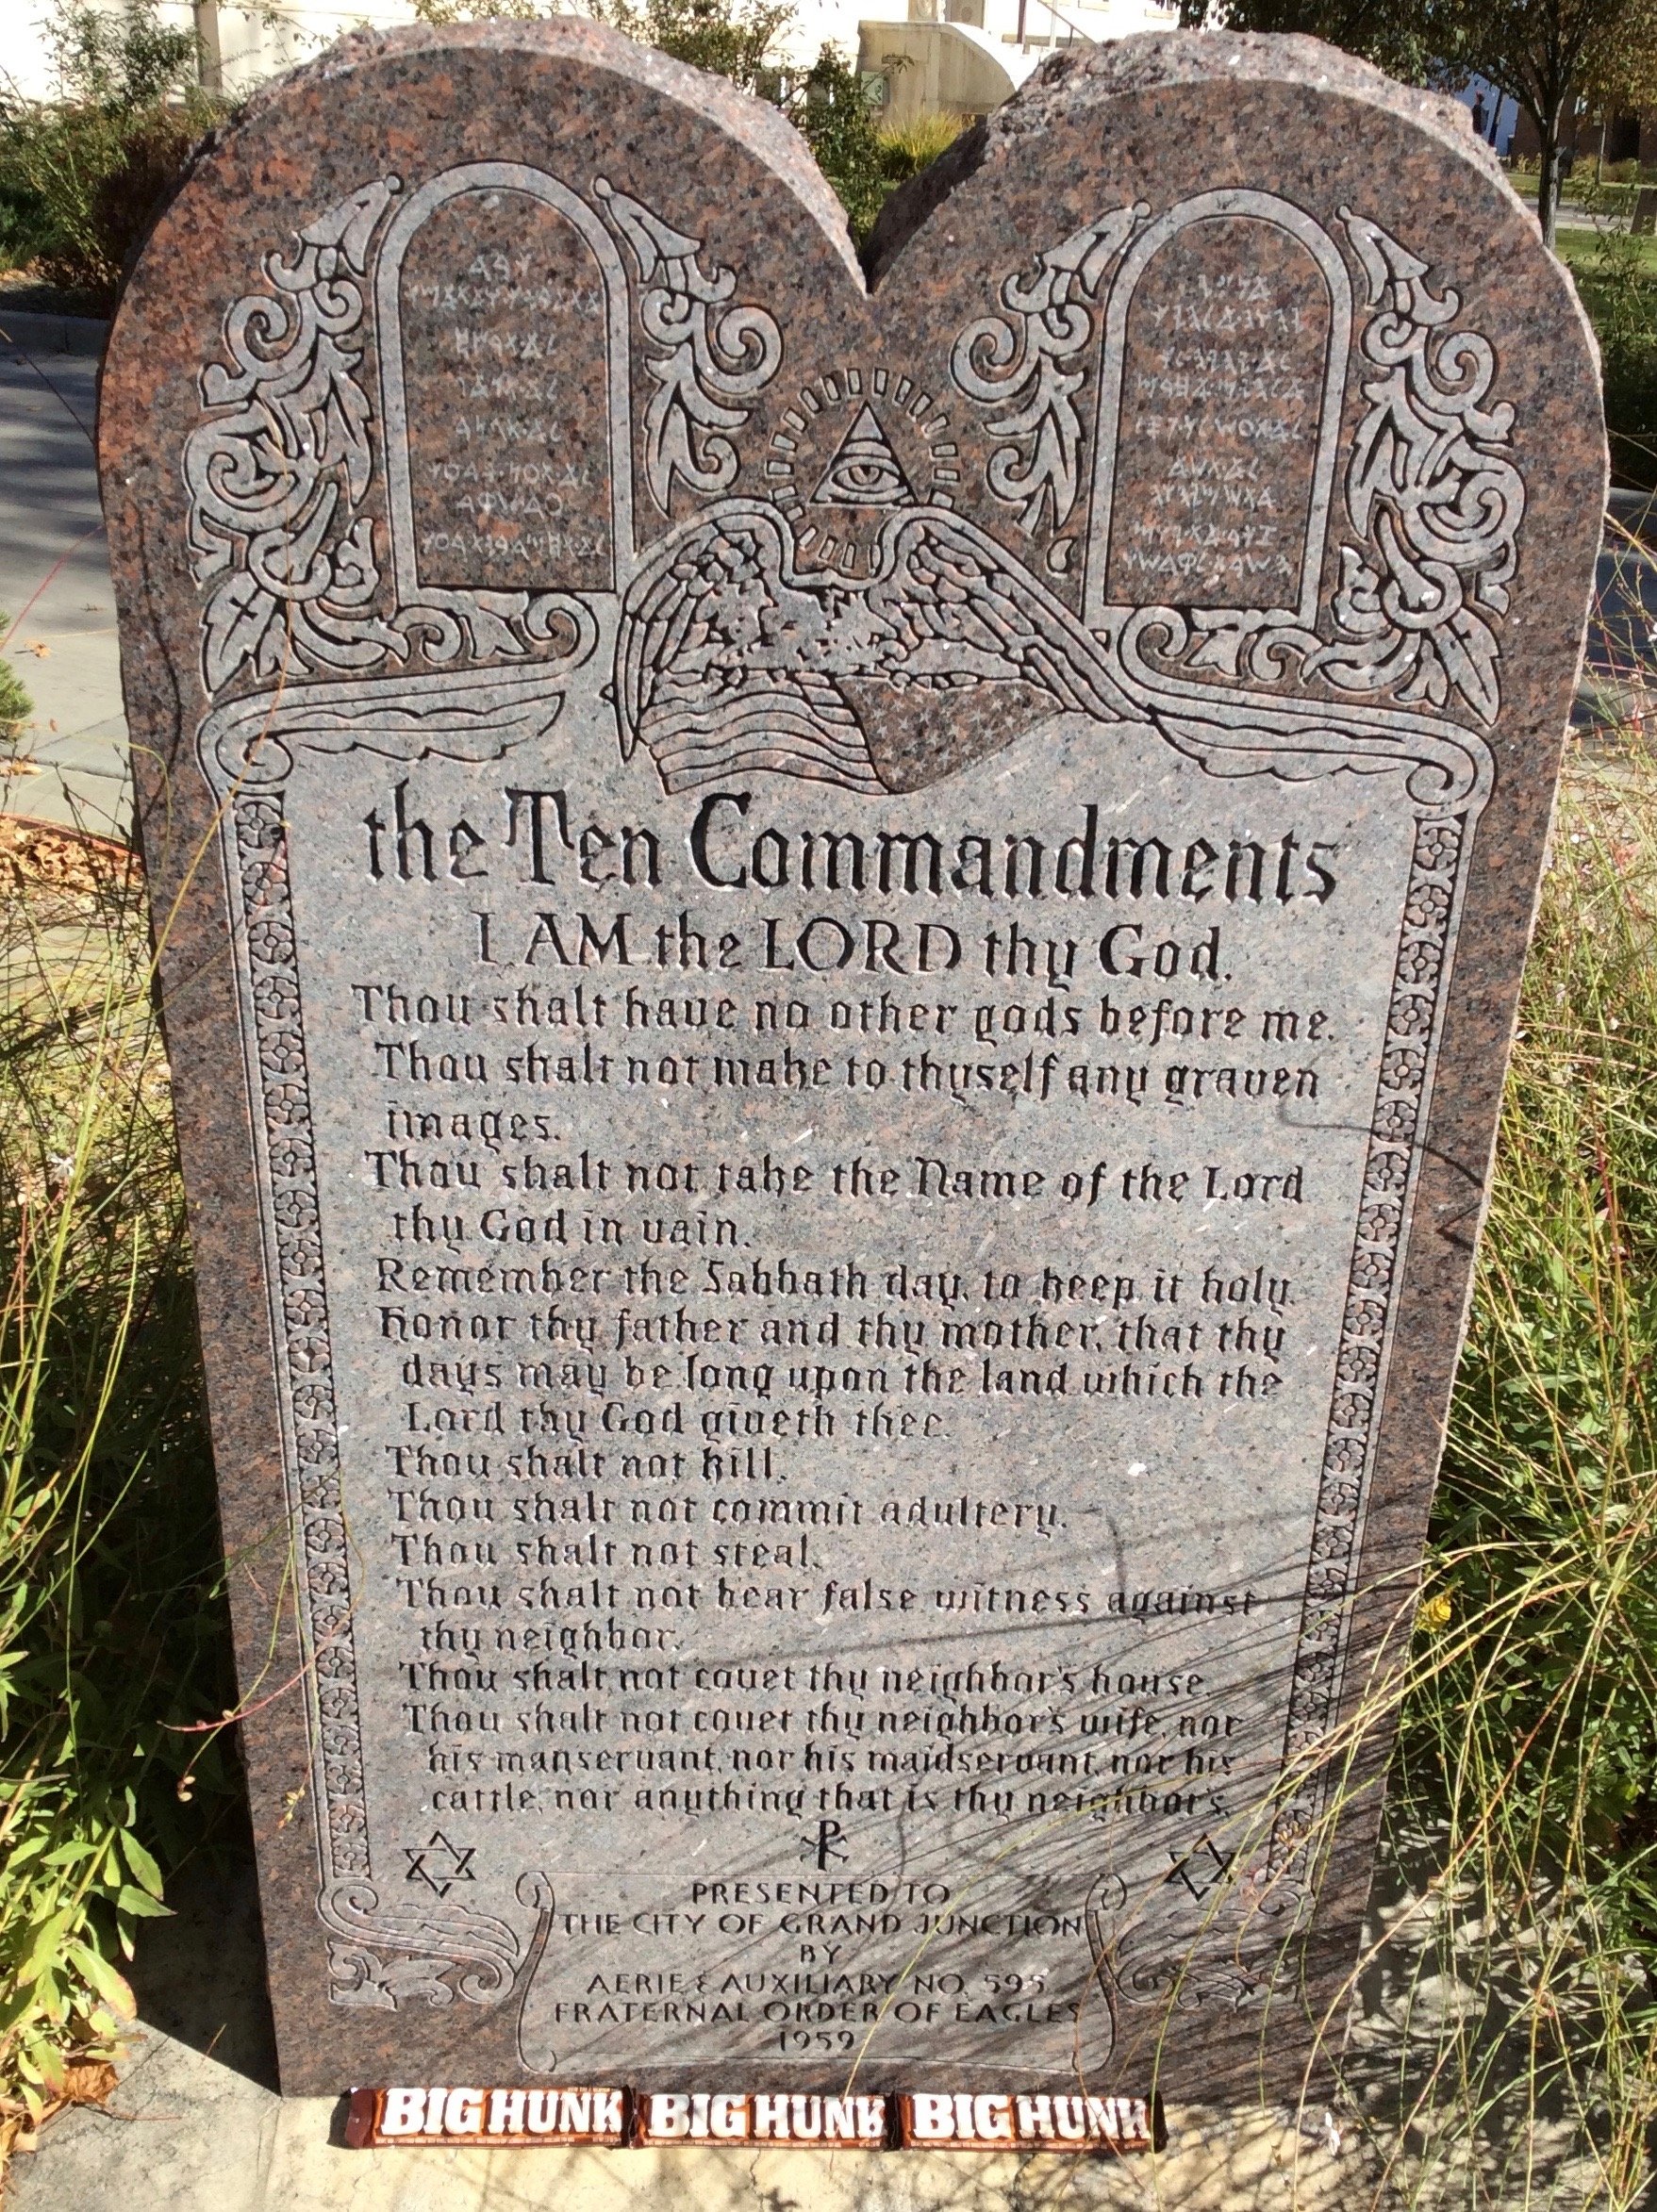 the Ten Commandments
I AM the LORD thy God.
Thou shalt have no other gods before me.
Thou shalt not make to thyself any graven
images.
Thou shalt not take the Name of the Lord
thy God in vain.
Remember the Sabbath day, to keep it holy.
Honor thy father and thy mother, that thy
days may be long upon the land which the
Lord thy God giveth thee.
Thou shalt not kill.
Thou shalt not commit adultery.
Thou shalt not steal.
Thou shalt not bear false witness against
thy neighbor.
Thou shalt not covet thy neighbor's house.
Thou shalt not covet thy neighbor's wife, nor
his manservant, nor his maidservant, nor his
cattle, nor anything that is thy neighbor's.
PRESENTED TO
THE CITY OF GRAND JUNCTION
BY
AERIE & AUXILIARY NO. 595
FRATERNAL ORDER OF EAGLES
1959
BIG HUNK BIG HUNK BIG HUNK